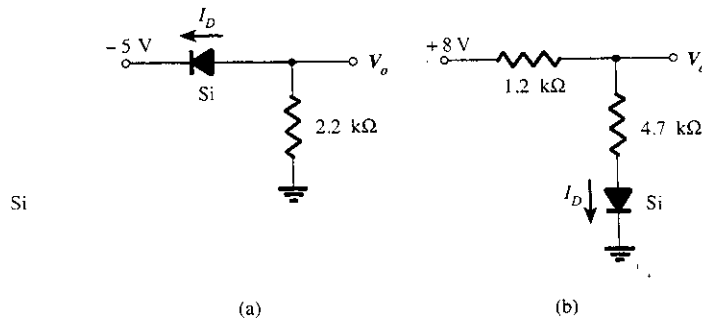 I_D
− 5 V
V_o
Si
2.2 kΩ
Si
(a)
+ 8 V
1.2 kΩ
4.7 kΩ
I_D
Si
(b)